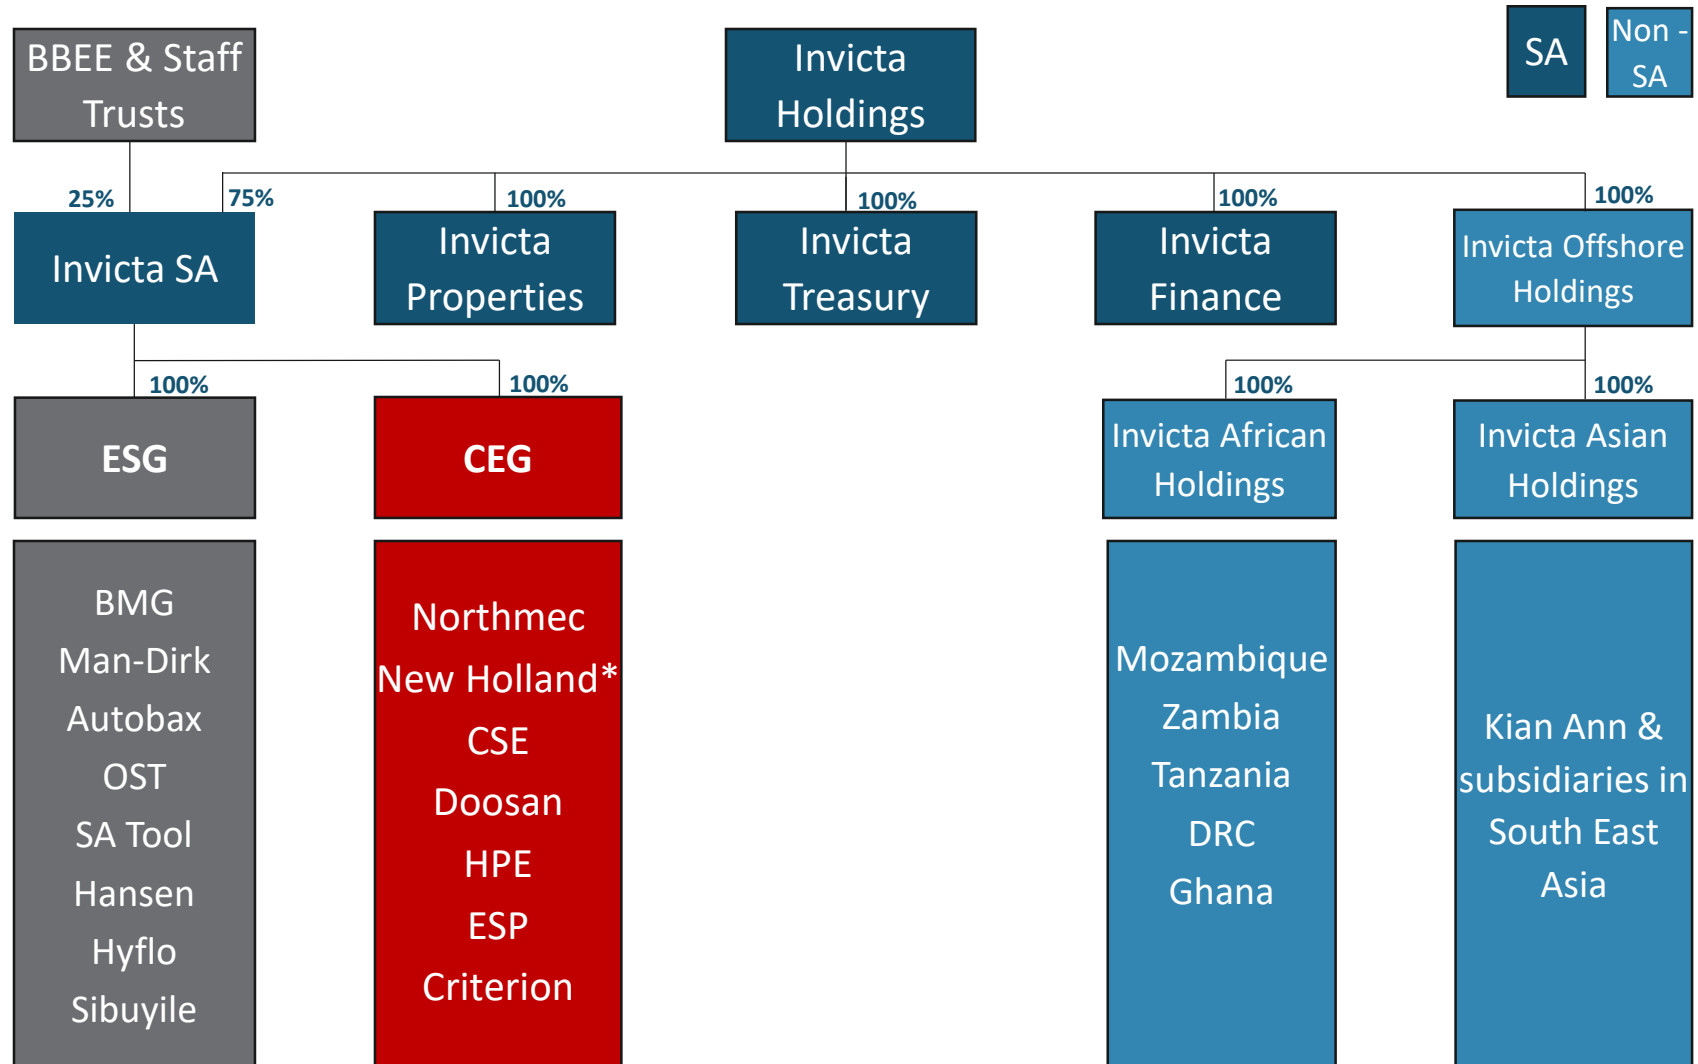 BBEE & Staff
Trusts
Invicta
Holdings
SA
Non -
SA
25%
75%
100%
100%
100%
100%
Invicta SA
Invicta
Properties
Invicta
Treasury
Invicta
Finance
Invicta Offshore
Holdings
100%
100%
100%
100%
ESG
CEG
Invicta African
Holdings
Invicta Asian
Holdings
BMG
Man-Dirk
Autobax
OST
SA Tool
Hansen
Hyflo
Sibuyile
Northmec
New Holland*
CSE
Doosan
HPE
ESP
Criterion
Mozambique
Zambia
Tanzania
DRC
Ghana
Kian Ann &
subsidiaries in
South East
Asia